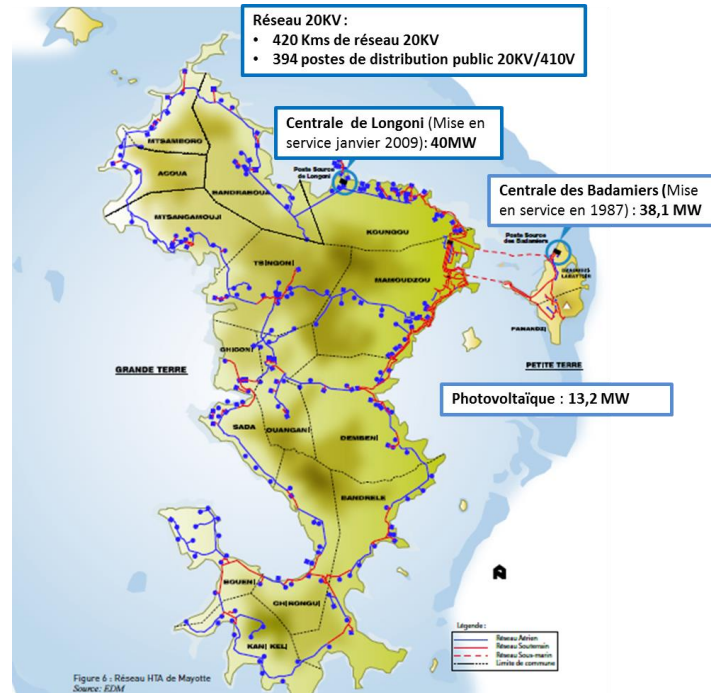 Réseau 20KV :
• 420 Kms de réseau 20KV
• 394 postes de distribution public 20KV/410V
Centrale de Longoni (Mise en
service janvier 2009): 40MW
Poste Source
de Longoni
Centrale des Badamiers (Mise
en service en 1987) : 38,1 MW
Poste Source
des Badamiers
MTSAMBORO
ACOUA
BANDRABOUA
MTSANGAMOUJI
KOUNGOU
TSINGONI
MAMOUDZOU
DZAOUDZI
LABATTOIR
PAMANDZI
PETITE TERRE
GRANDE TERRE
CHICONI
Photovoltaïque : 13,2 MW
SADA
OUANGANI
DEMBENI
BANDRELE
BOUENI
CHIRONGUI
KANI KELI
Légende :
Réseau Aérien
Réseau Souterrain
Réseau Sous-marin
Limite de commune
Figure 6 : Réseau HTA de Mayotte
Source: EDM